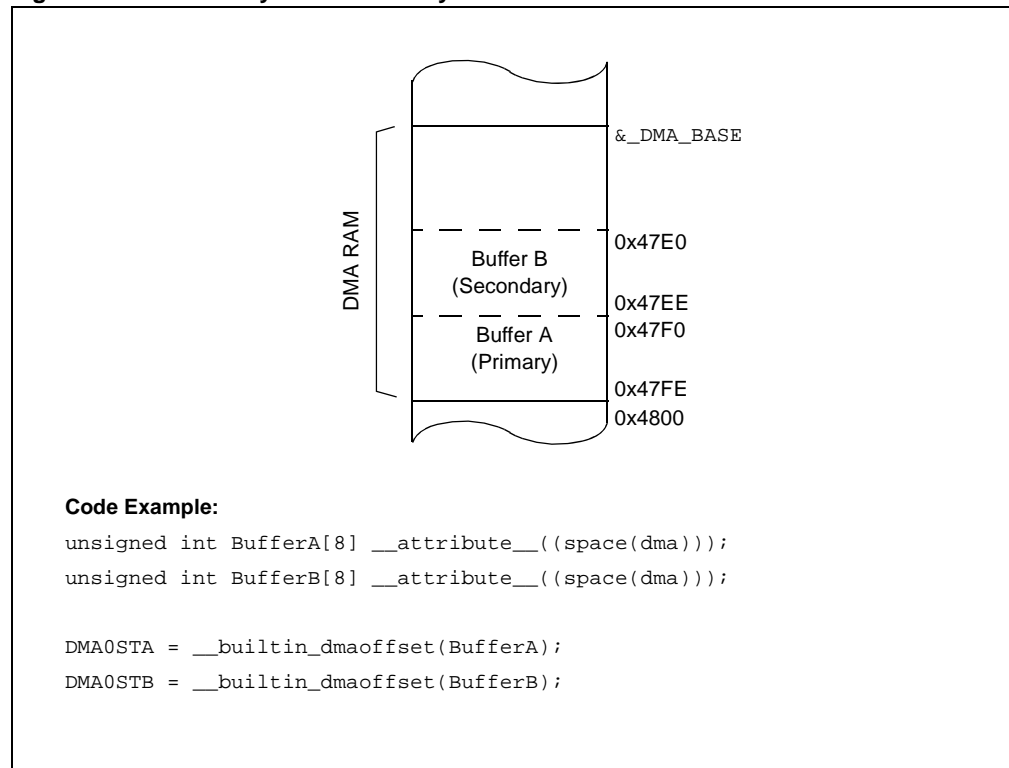 &_DMA_BASE
DMA RAM
0x47E0
Buffer B
(Secondary)
0x47EE
0x47F0
Buffer A
(Primary)
0x47FE
0x4800
Code Example:
unsigned int BufferA[8] __attribute__((space(dma)));
unsigned int BufferB[8] __attribute__((space(dma)));
DMA0STA = __builtin_dmaoffset(BufferA);
DMA0STB = __builtin_dmaoffset(BufferB);